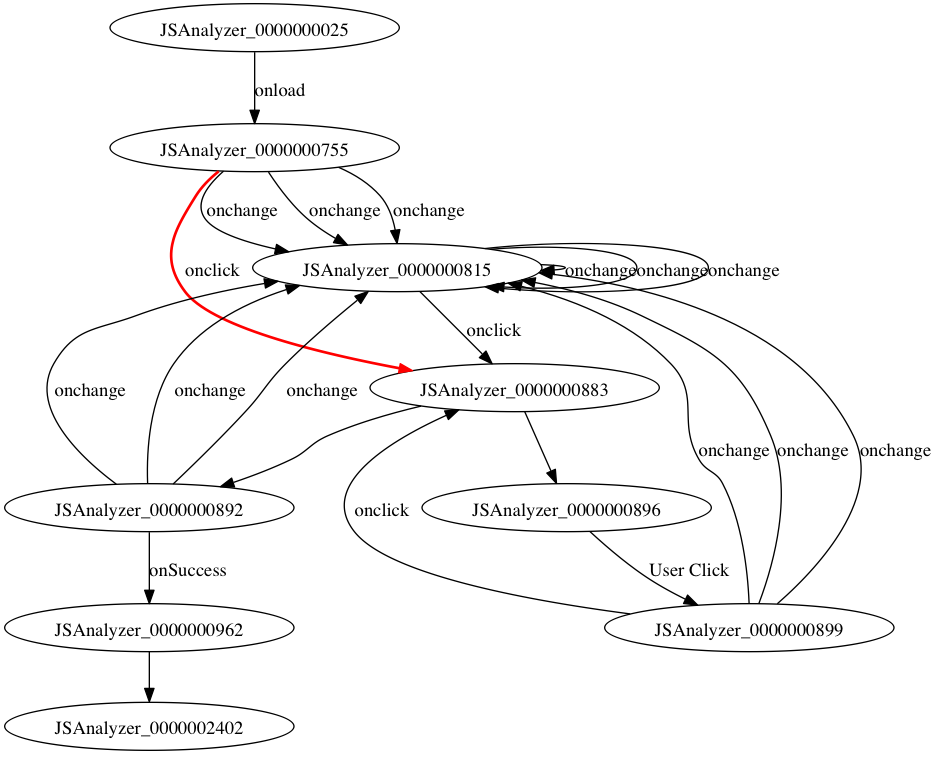 JSAnalyzer_0000000025
onload
JSAnalyzer_0000000755
onchange
onchange
onchange
onclick
JSAnalyzer_0000000815
onchange
onchange
onchange
onclick
onchange
onchange
onchange
JSAnalyzer_0000000883
onchange
onchange
onchange
JSAnalyzer_0000000892
onclick
JSAnalyzer_0000000896
onSuccess
User Click
JSAnalyzer_0000000962
JSAnalyzer_0000000899
JSAnalyzer_0000002402